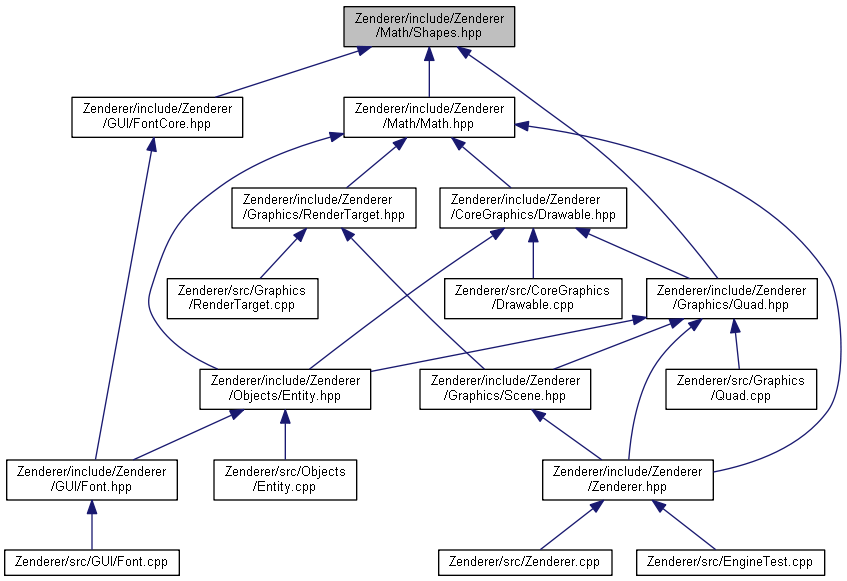 Zenderer/include/Zenderer
/Math/Shapes.hpp
Zenderer/include/Zenderer
/GUI/FontCore.hpp
Zenderer/include/Zenderer
/Math/Math.hpp
Zenderer/include/Zenderer
/Graphics/RenderTarget.hpp
Zenderer/include/Zenderer
/CoreGraphics/Drawable.hpp
Zenderer/src/Graphics
/RenderTarget.cpp
Zenderer/src/CoreGraphics
/Drawable.cpp
Zenderer/include/Zenderer
/Graphics/Quad.hpp
Zenderer/include/Zenderer
/Objects/Entity.hpp
Zenderer/include/Zenderer
/Graphics/Scene.hpp
Zenderer/src/Graphics
/Quad.cpp
Zenderer/include/Zenderer
/GUI/Font.hpp
Zenderer/src/Objects
/Entity.cpp
Zenderer/include/Zenderer
/Zenderer.hpp
Zenderer/src/GUI/Font.cpp
Zenderer/src/Zenderer.cpp
Zenderer/src/EngineTest.cpp